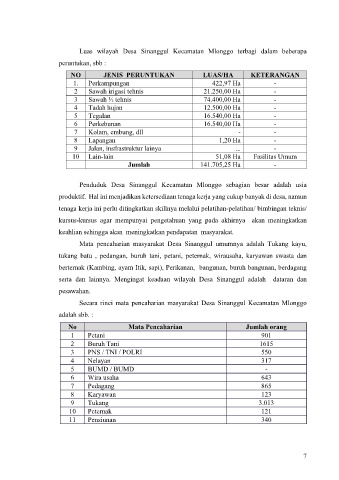 Luas wilayah Desa Sinanggul Kecamatan Mlonggo terbagi dalam beberapa
peruntukan, sbb :
NO JENIS PERUNTUKAN LUAS/HA KETERANGAN
1. Perkampungan 422,97 Ha -
2 Sawah irigasi tehnis 21.250,00 Ha -
3 Sawah ½ tehnis 74.400,00 Ha -
4 Tadah hujan 12.500,00 Ha -
5 Tegalan 16.540,00 Ha -
6 Perkebunan 16.540,00 Ha -
7 Kolam, embung, dll - -
8 Lapangan 1,20 Ha -
9 Jalan, insfrastruktur lainya ... -
10 Lain-lain 51,08 Ha Fasilitas Umum
Jumlah 141.705,25 Ha -
Penduduk Desa Sinanggul Kecamatan Mlonggo sebagian besar adalah usia
produktif. Hal ini menjadikan ketersediaan tenaga kerja yang cukup banyak di desa, namun
tenaga kerja ini perlu ditingkatkan skillnya melalui pelatihan-pelatihan/ bimbingan teknis/
kursus-kursus agar mempunyai pengetahuan yang pada akhirnya akan meningkatkan
keahlian sehingga akan meningkatkan pendapatan masyarakat.
Mata pencaharian masyarakat Desa Sinanggul umumnya adalah Tukang kayu,
tukang batu , pedangan, buruh tani, petani, peternak, wirausaha, karyawan swasta dan
berternak (Kambing, ayam Itik, sapi), Perikanan, bangunan, buruh bangunan, berdagang
serta dan lainnya. Mengingat keadaan wilayah Desa Sinanggul adalah dataran dan
pesawahan.
Secara rinci mata pencaharian masyarakat Desa Sinanggul Kecamatan Mlonggo
adalah sbb. :
No Mata Pencaharian Jumlah orang
1 Petani 901
2 Buruh Tani 1615
3 PNS / TNI / POLRI 550
4 Nelayan 317
5 BUMD / BUMD -
6 Wira usaha 643
7 Pedagang 865
8 Karyawan 123
9 Tukang 3.013
10 Peternak 121
11 Pensiunan 340
7